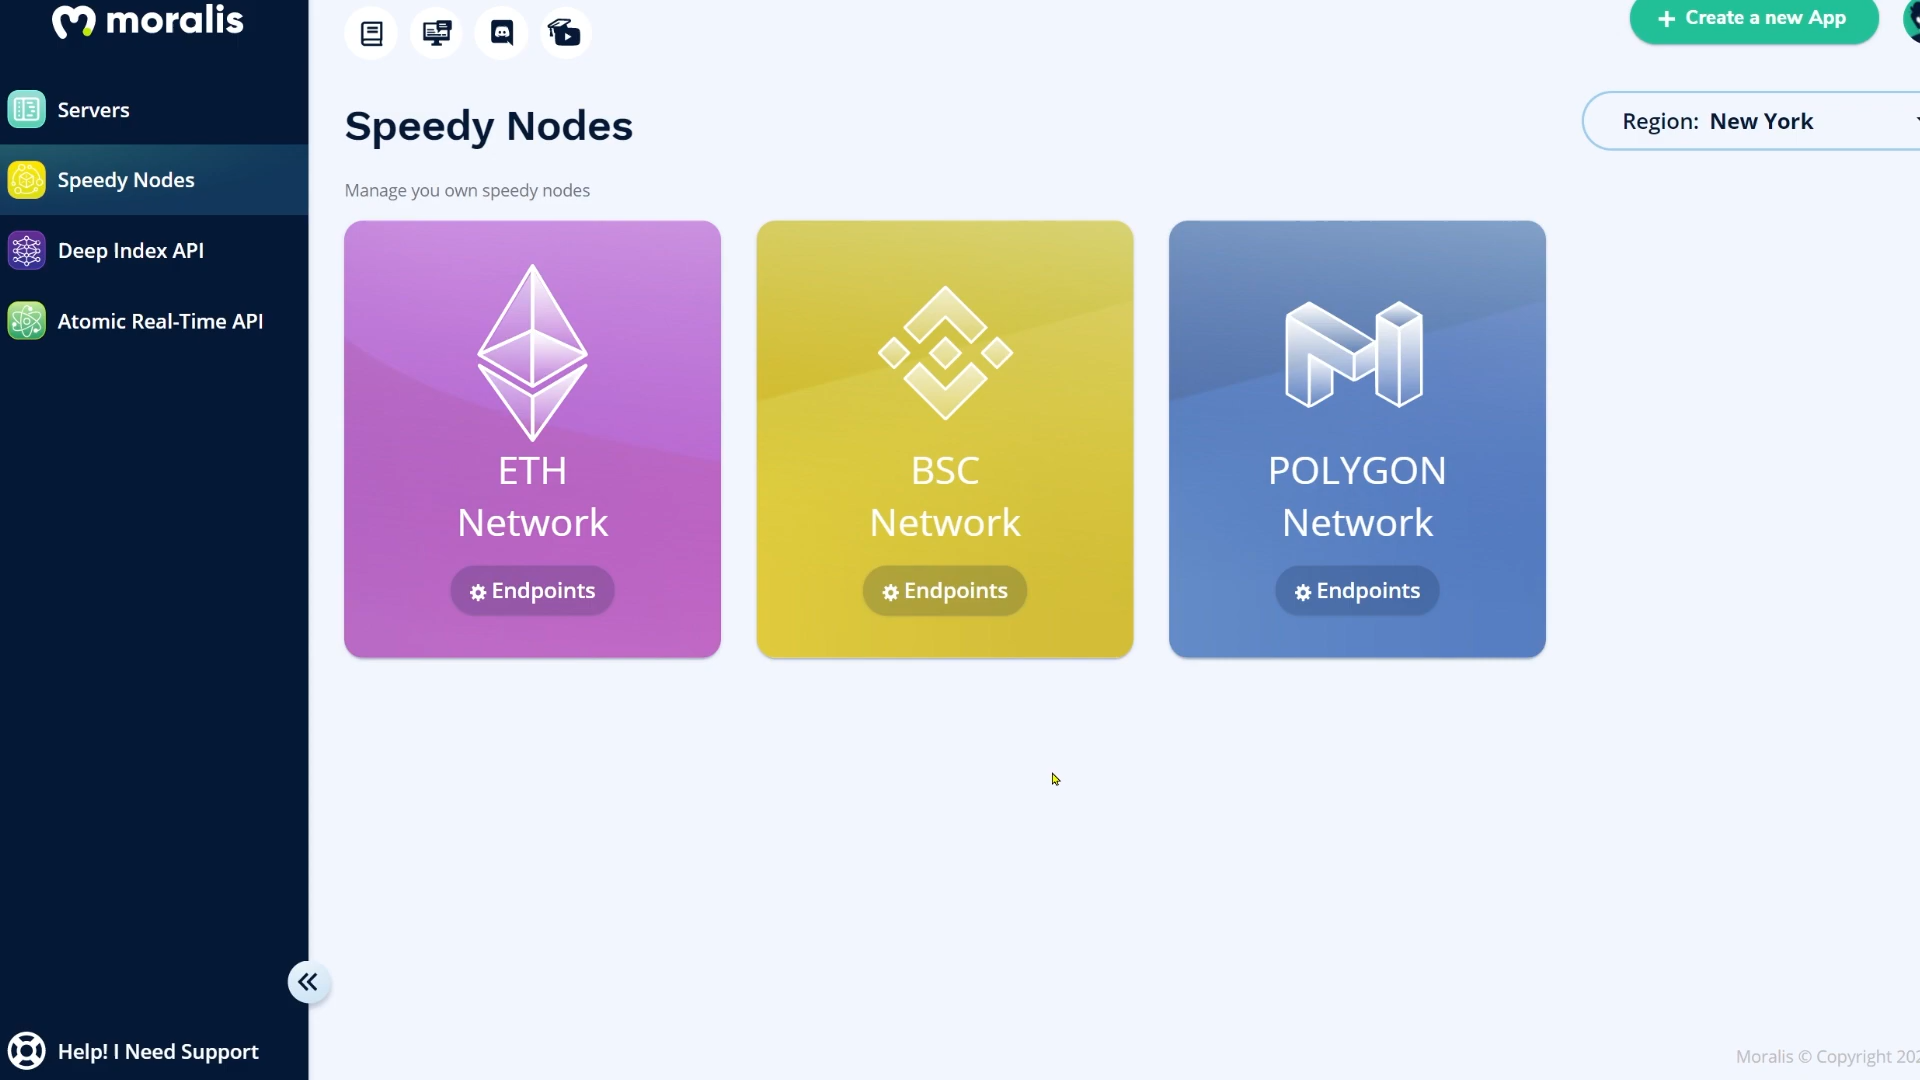 moralis
Create a new App
Servers
Speedy Nodes
Deep Index API
Atomic Real-Time API
Speedy Nodes
Region: New York
Manage you own speedy nodes
ETH
Network
Endpoints
BSC
Network
Endpoints
POLYGON
Network
Endpoints
Help! I Need Support
Moralis © Copyright